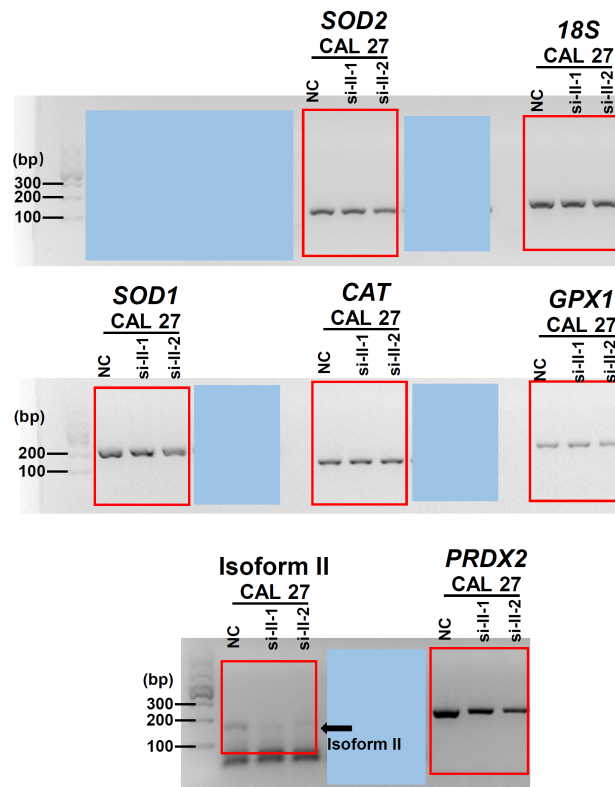 SOD2
18S
CAL 27
CAL 27
NC
si-II-1
si-II-2
NC
si-II-1
si-II-2
(bp)
300
200
100
SOD1
CAT
GPX1
CAL 27
CAL 27
CAL 27
NC
si-II-1
si-II-2
NC
si-II-1
si-II-2
NC
si-II-1
si-II-2
(bp)
200
100
Isoform II
PRDX2
CAL 27
CAL 27
NC
si-II-1
si-II-2
NC
si-II-1
si-II-2
(bp)
300
200
100
Isoform II